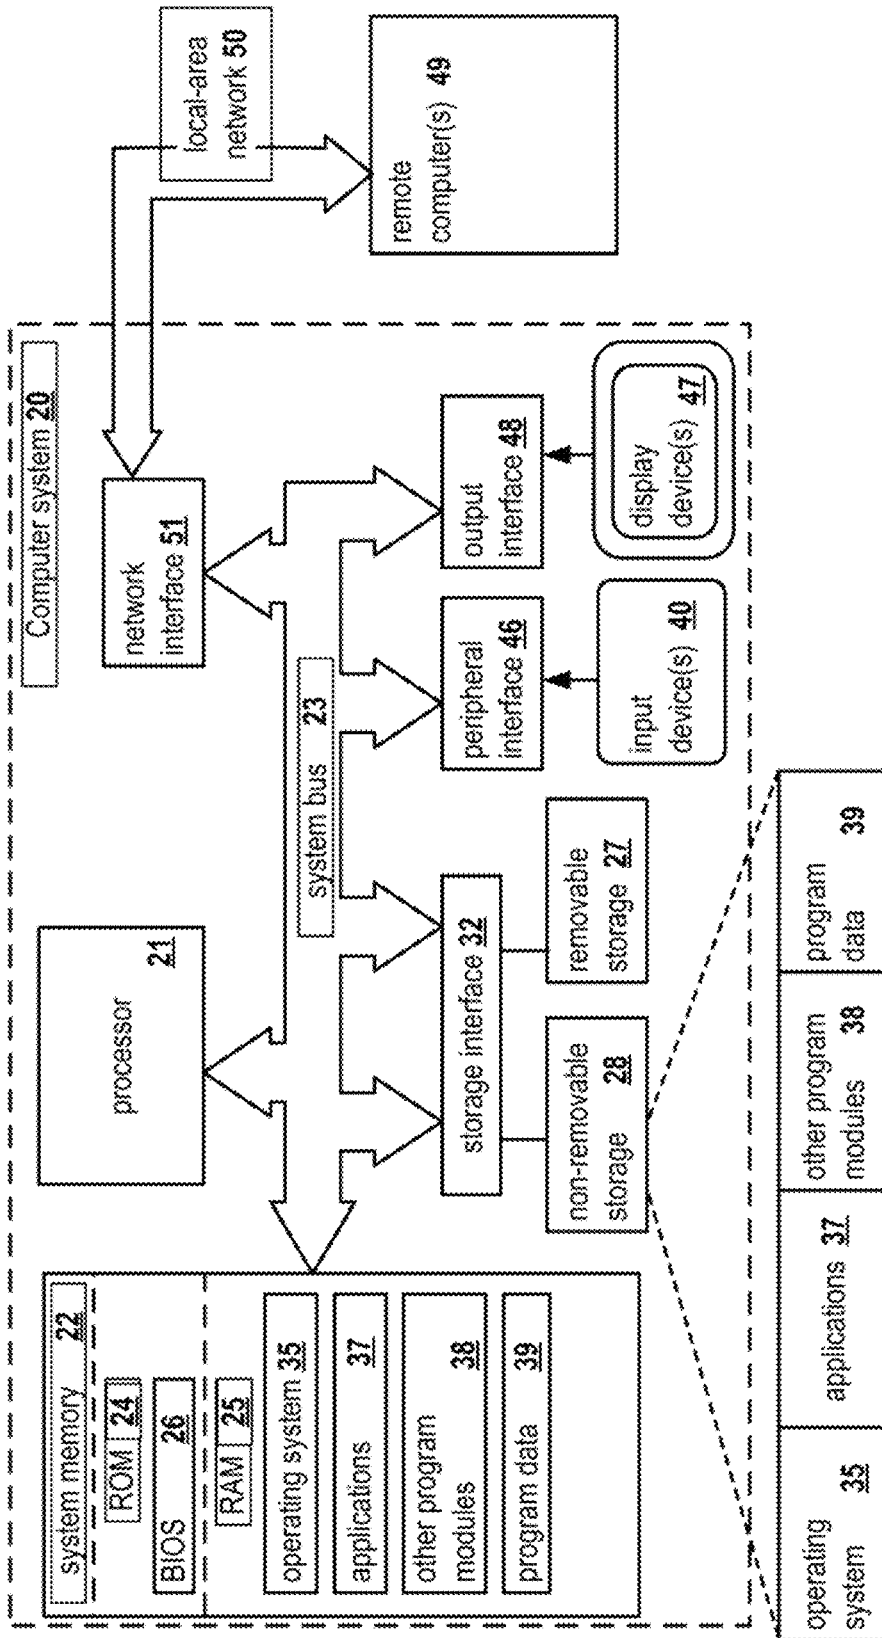 Computer system 20
system memory 22
ROM 24
BIOS 26
RAM 25
operating system 35
applications 37
other program
modules 38
program data 39
processor 21
network
interface 51
local-area
network 50
system bus 23
storage interface 32
peripheral
interface 46
output
interface 48
remote
computer(s) 49
non-removable
storage 28
removable
storage 27
input
device(s) 40
display
device(s) 47
operating
system 35
applications 37
other program
modules 38
program
data 39